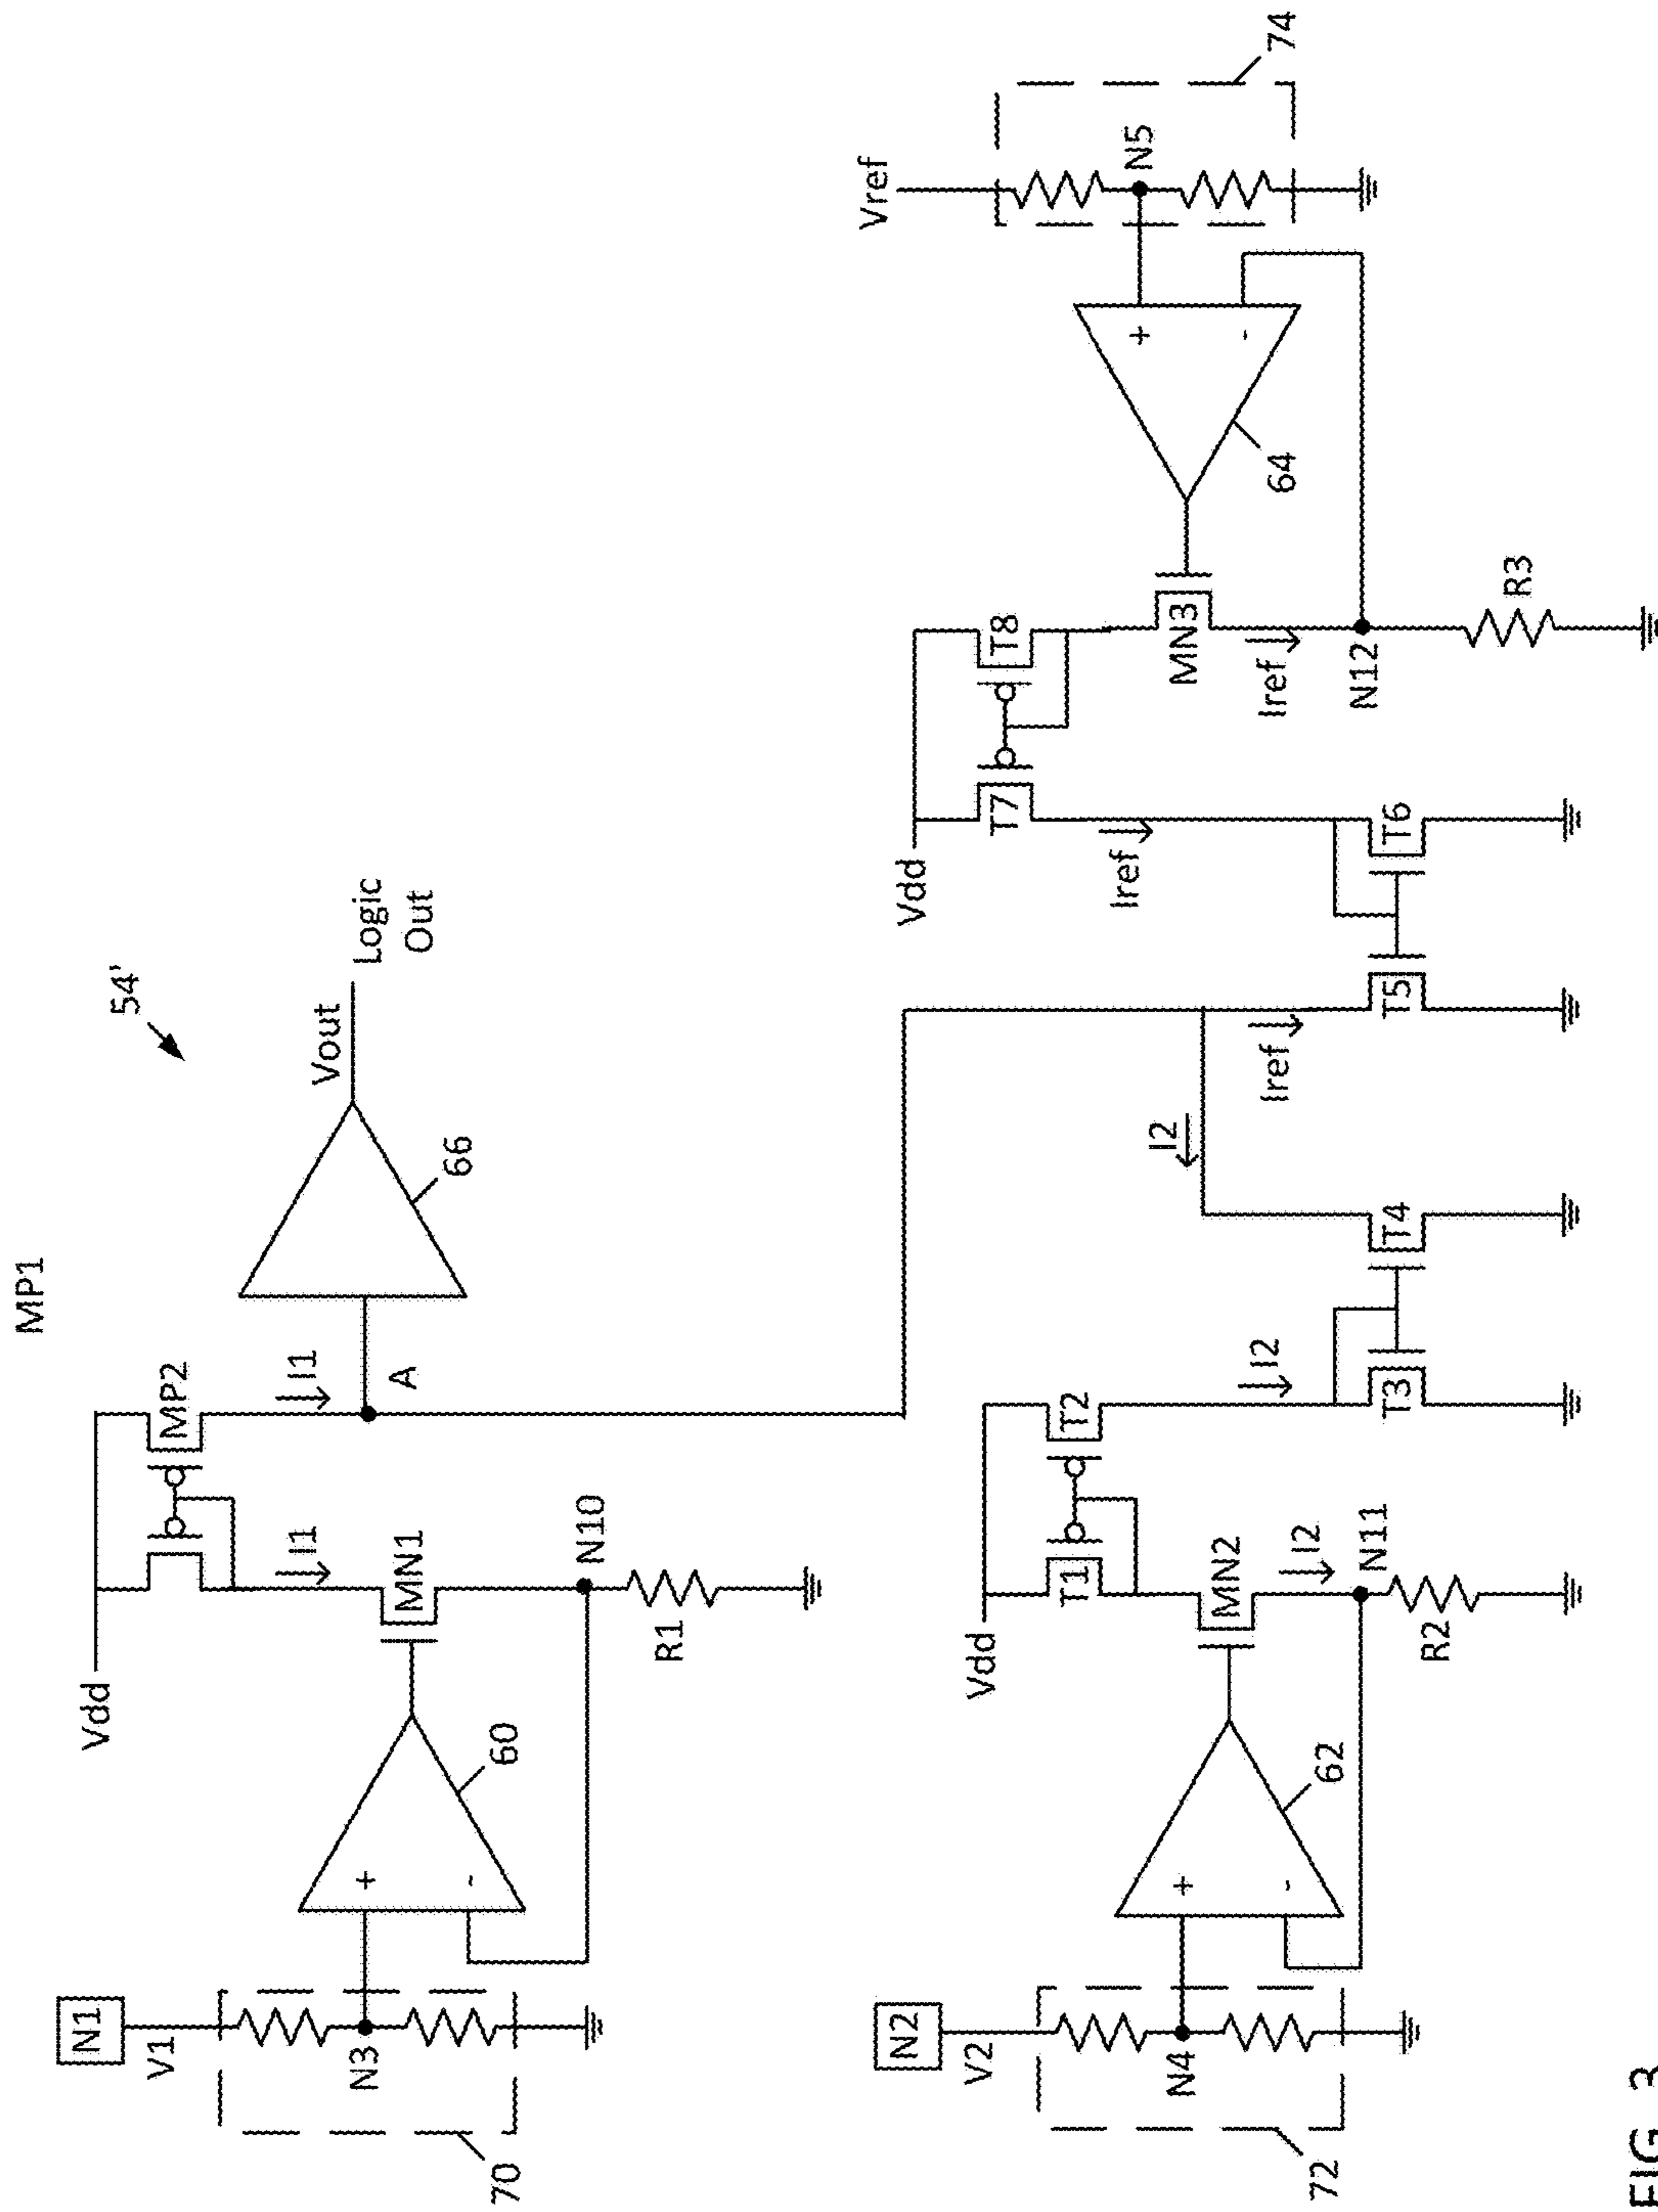 MP1
54'
Vdd
MP2
N1
V1
I1
I1
A
Vout
Logic
Out
N3
+
-
60
MN1
66
70
N10
R1
Vdd
Vref
N2
V2
Vdd
T1
T2
T7
T8
N5
74
+
-
64
N4
+
-
62
MN2
I2
I2
I2
Iref
Iref
MN3
Iref
72
N11
R2
T3
T4
T5
T6
N12
R3
FIG. 3